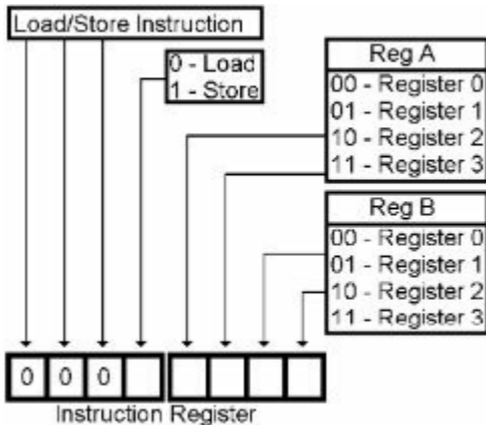 Load/Store Instruction
0 - Load
1 - Store
Reg A
00 - Register 0
01 - Register 1
10 - Register 2
11 - Register 3
Reg B
00 - Register 0
01 - Register 1
10 - Register 2
11 - Register 3
0 0 0
Instruction Register